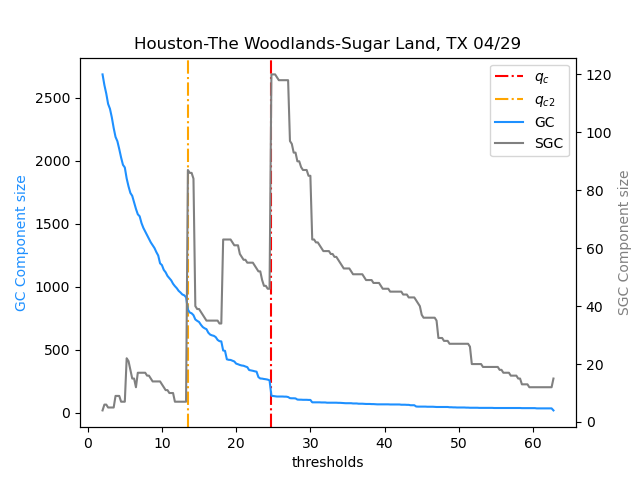 Houston-The Woodlands-Sugar Land, TX 04/29
GC Component size
2500
2000
1500
1000
500
0
q_c
q_c2
GC
SGC
120
100
80
60
40
20
0
SGC Component size
0 10 20 30 40 50 60
thresholds